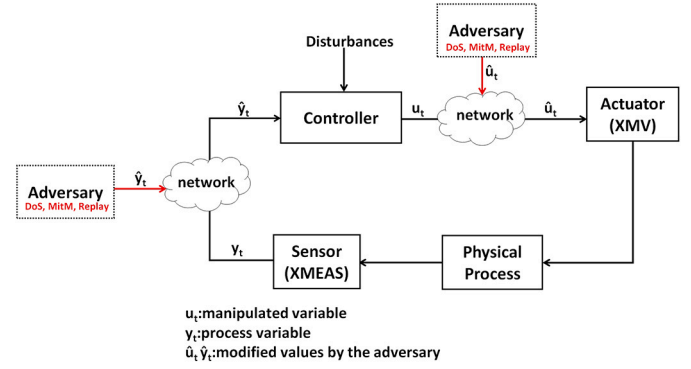 Adversary
DoS, MitM, Replay
Disturbances
ûₜ
ŷₜ
Controller
uₜ
network
ûₜ
Actuator
(XMV)
Adversary
DoS, MitM, Replay
ŷₜ
network
yₜ
Sensor
(XMEAS)
Physical
Process
uₜ:manipulated variable
yₜ:process variable
ûₜ ŷₜ:modified values by the adversary